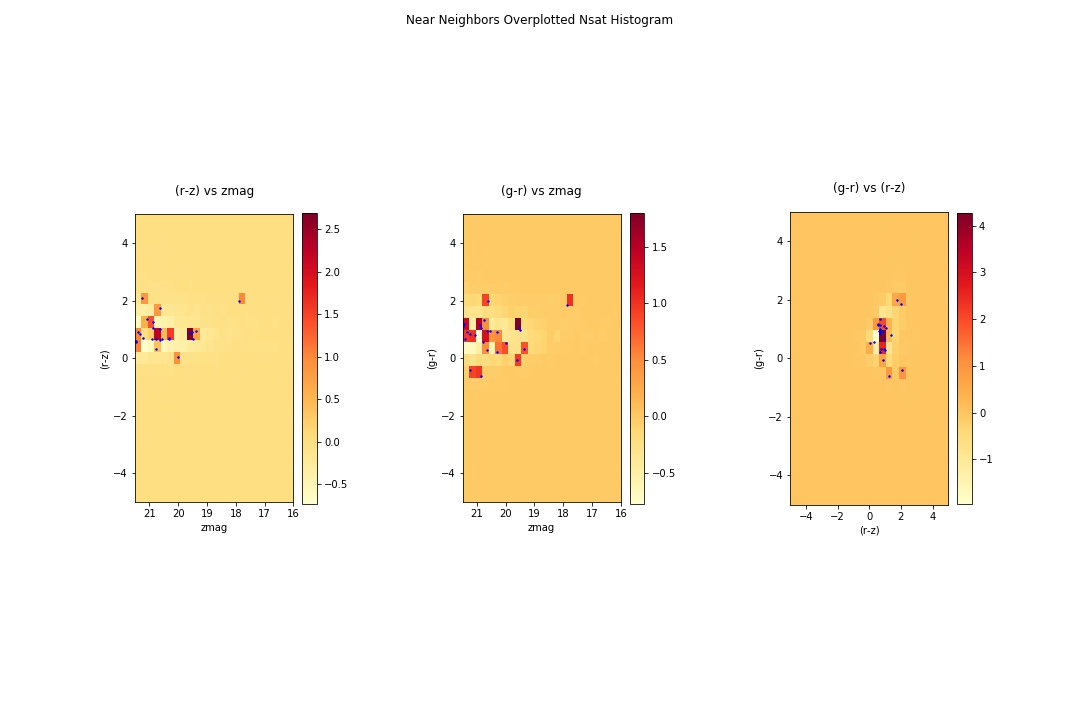 Near Neighbors Overplotted Nsat Histogram
(r-z) vs zmag
(r-z)
4
2
0
−2
−4
21 20 19 18 17 16
zmag
2.5
2.0
1.5
1.0
0.5
0.0
−0.5
(g-r) vs zmag
(g-r)
4
2
0
−2
−4
21 20 19 18 17 16
zmag
1.5
1.0
0.5
0.0
−0.5
(g-r) vs (r-z)
(g-r)
4
2
0
−2
−4
−4 −2 0 2 4
(r-z)
4
3
2
1
0
−1